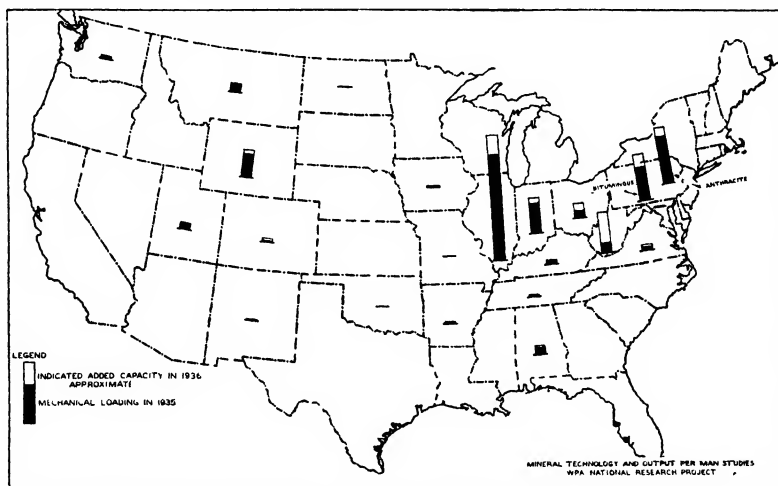 BITUMINOUS
ANTHRACITE
LEGEND
INDICATED ADDED CAPACITY IN 1936
APPROXIMATE
MECHANICAL LOADING IN 1935
MINERAL TECHNOLOGY AND OUTPUT PER MAN STUDIES
WPA NATIONAL RESEARCH PROJECT